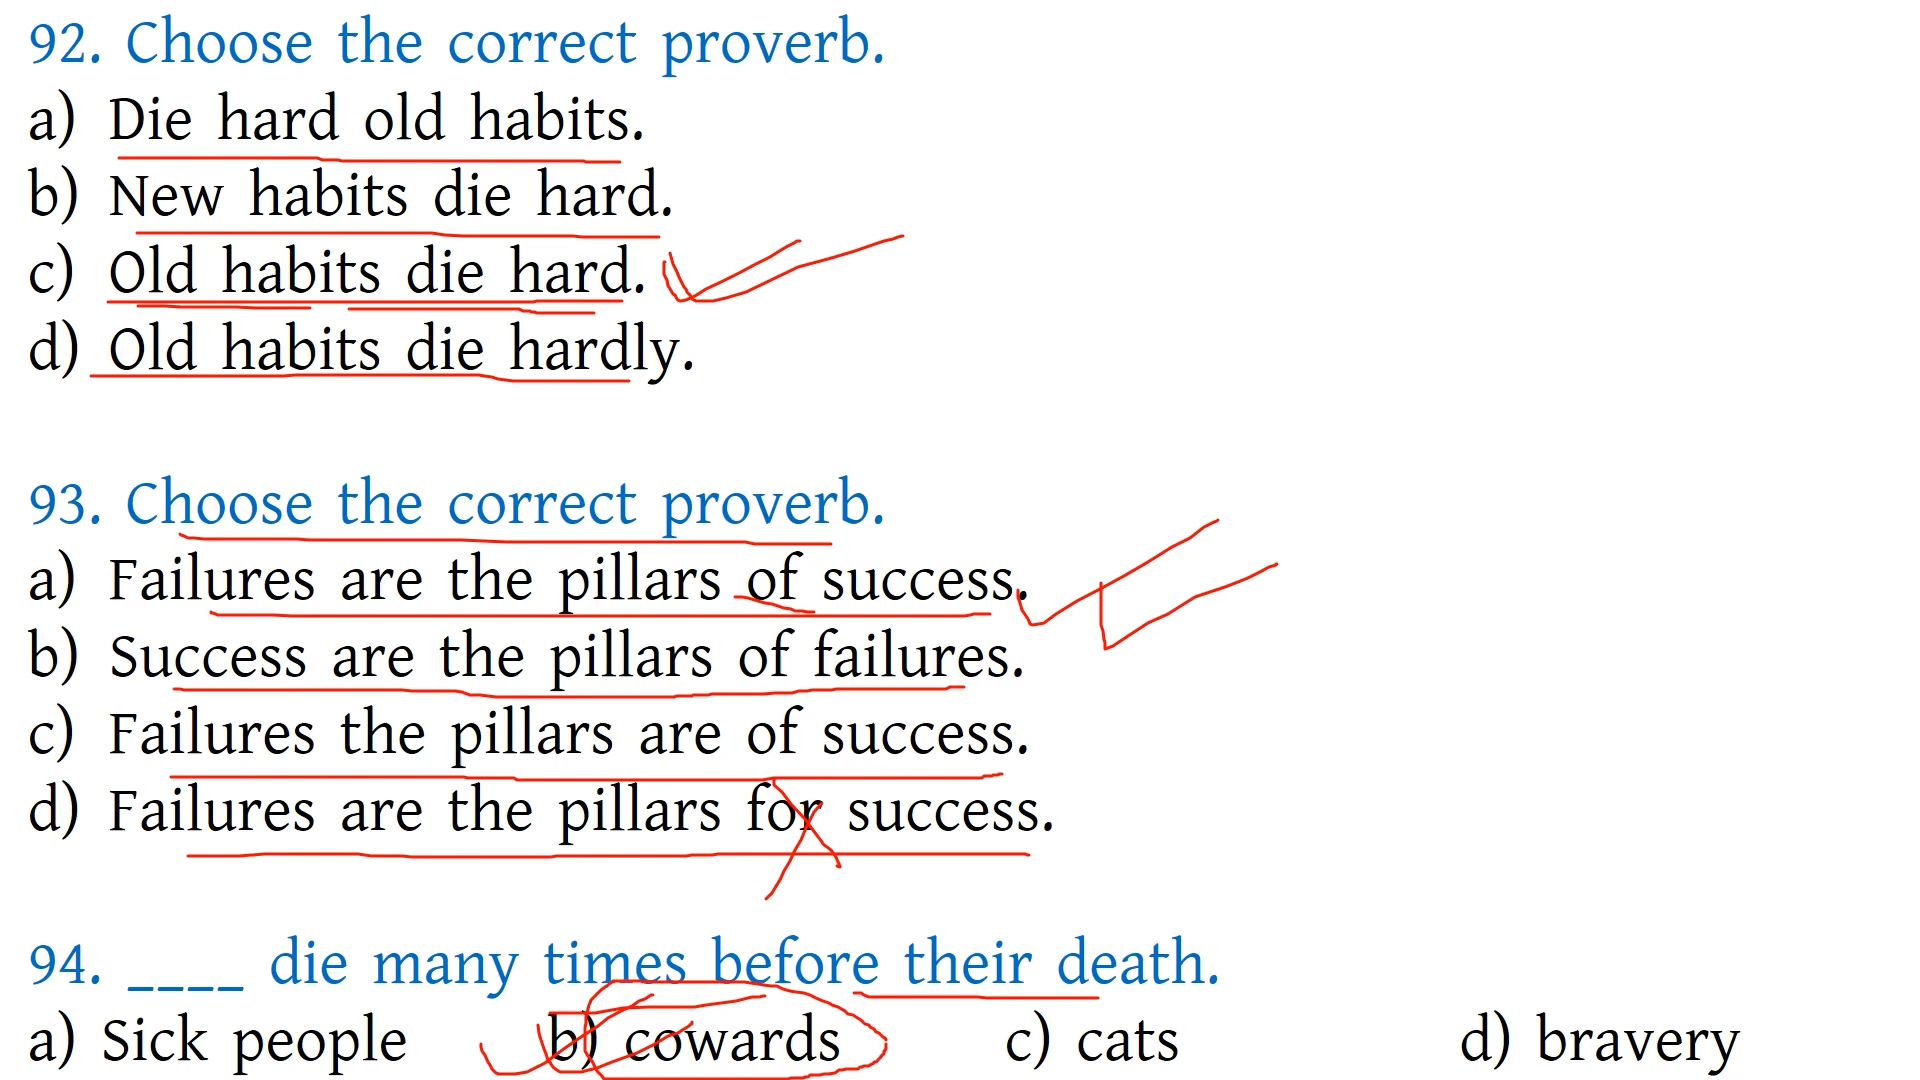 92. Choose the correct proverb.
a) Die hard old habits.
b) New habits die hard.
c) Old habits die hard.
d) Old habits die hardly.
93. Choose the correct proverb.
a) Failures are the pillars of success.
b) Success are the pillars of failures.
c) Failures the pillars are of success.
d) Failures are the pillars for success.
94. ____ die many times before their death.
a) Sick people b) cowards c) cats d) bravery